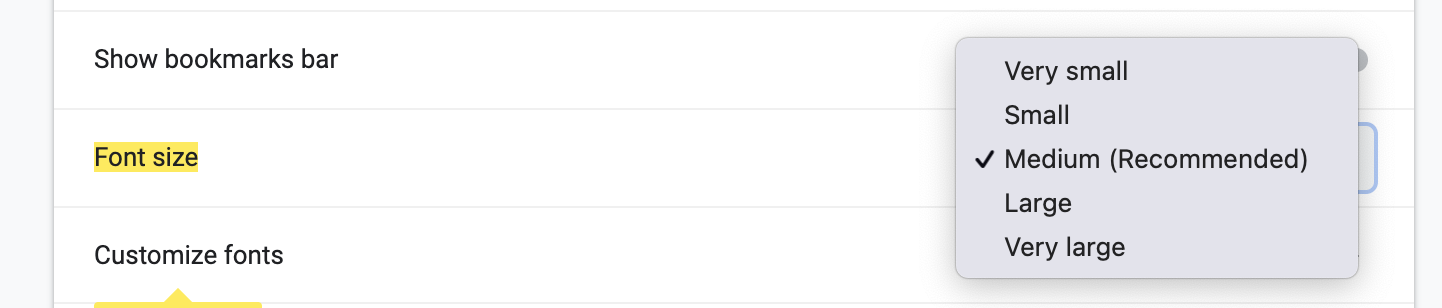 Show bookmarks bar
Font size
Customize fonts
Very small
Small
✓ Medium (Recommended)
Large
Very large